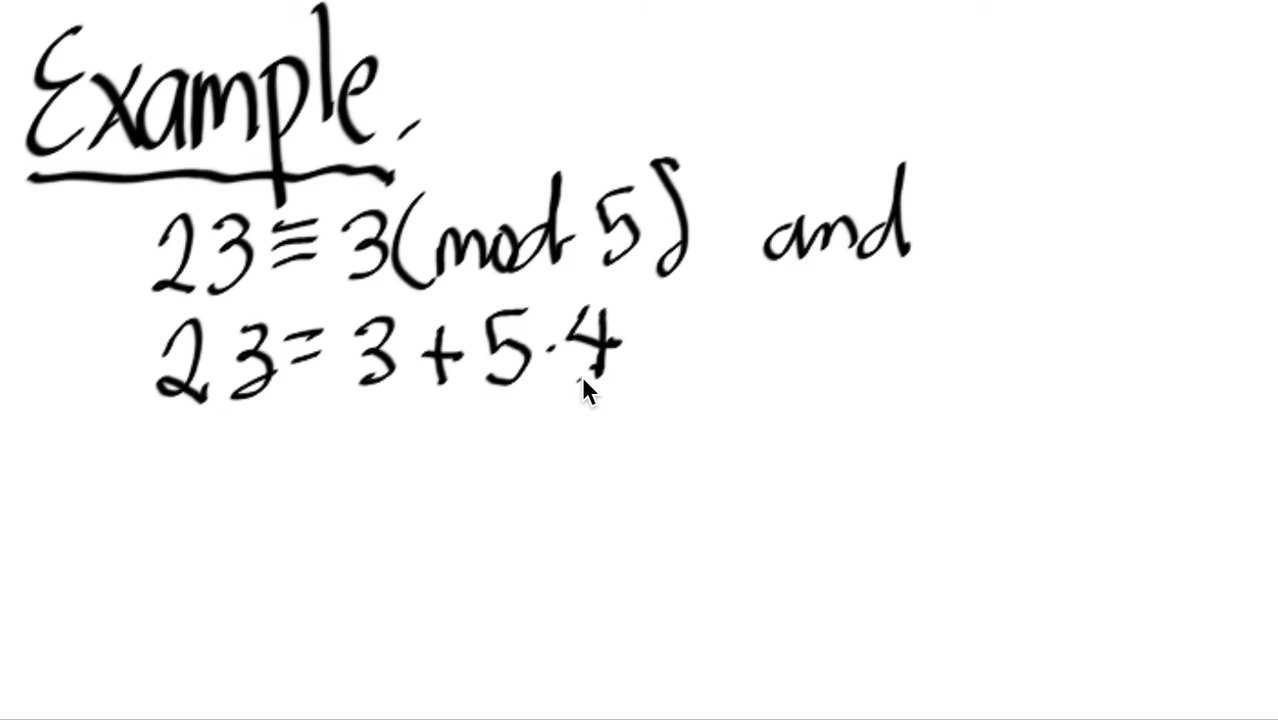 Example.
23 ≡ 3(mod 5) and
23 = 3 + 5·4